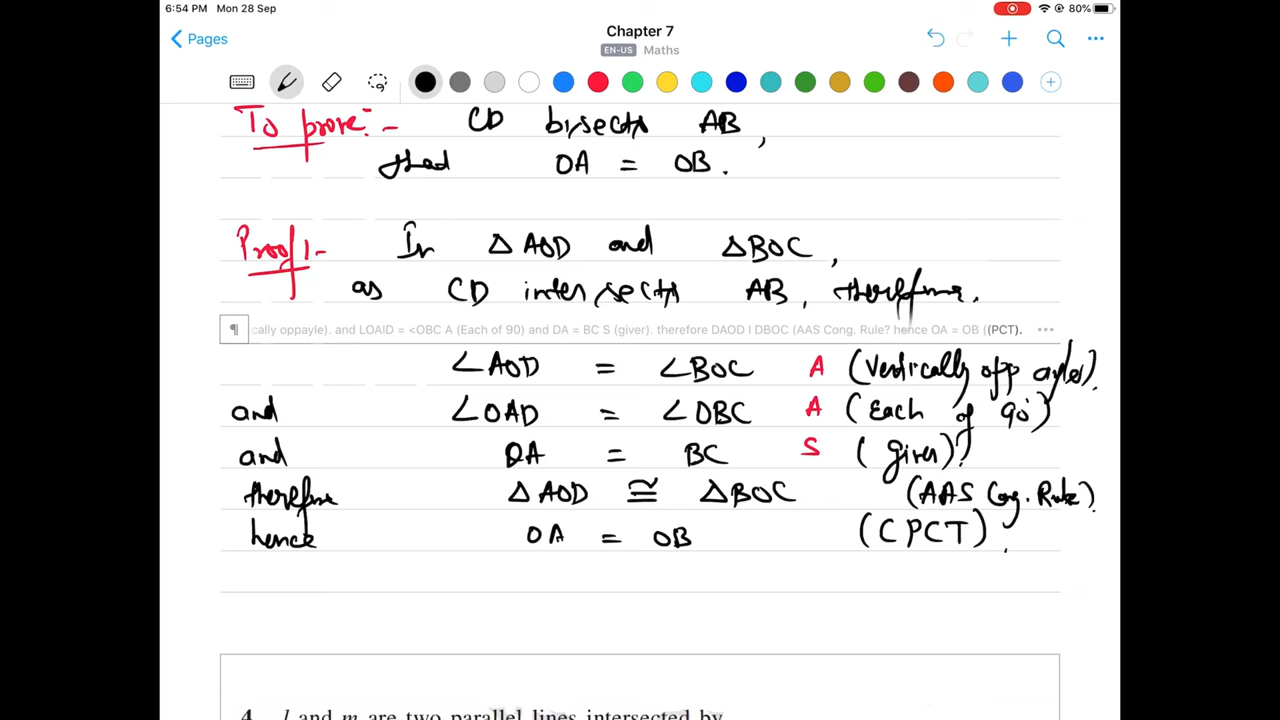 6:54 PM Mon 28 Sep
80%
Pages
Chapter 7
EN-US Maths
To prove:- CD bisects AB,
that OA = OB.
Proof:- In △AOD and △BOC,
as CD intersects AB, therefore.
cally oppayle). and LOAID = <OBC A (Each of 90) and DA = BC S (giver). therefore DAOD I DBOC (AAS Cong. Rule? hence OA = OB ((PCT).
∠AOD = ∠BOC A (Vertically opp angles).
and ∠OAD = ∠OBC A (Each of 90°)
and DA = BC S (given)?
therefore △AOD ≅ △BOC (AAS Cong. Rule).
hence OA = OB (CPCT).
4. l and m are two parallel lines intersected by